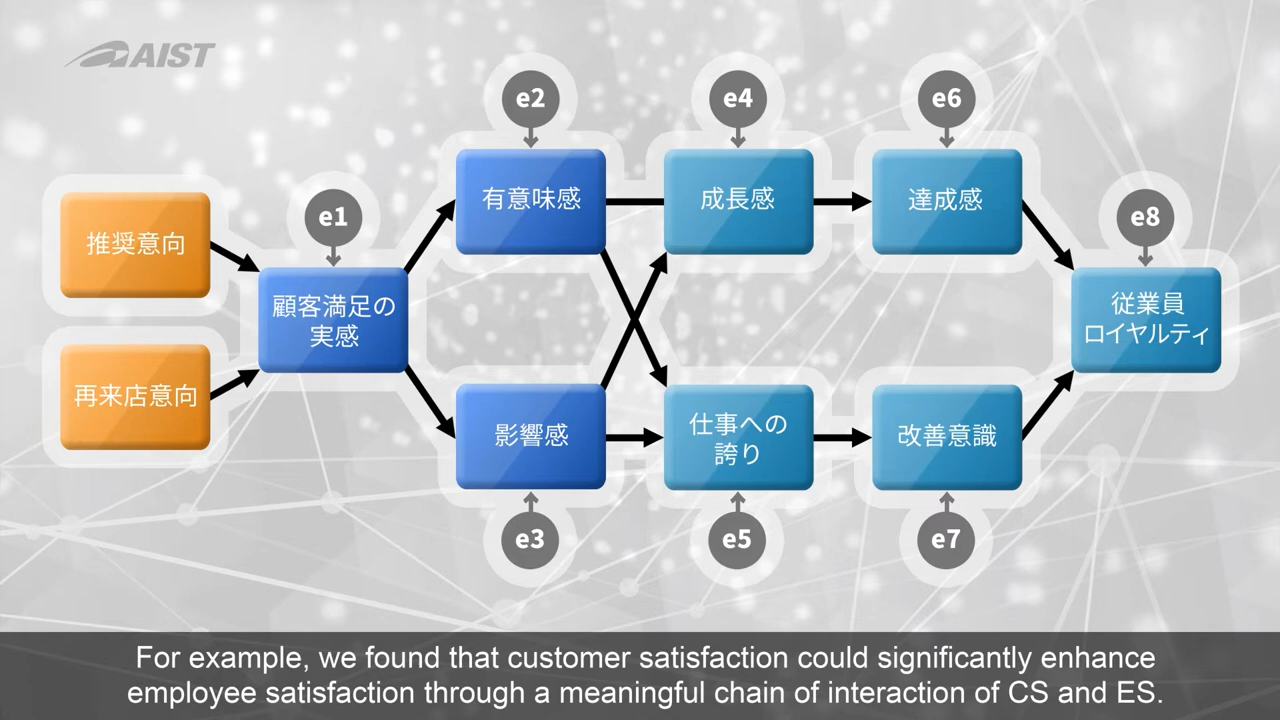 AIST
e2
e4
e6
有意味感
成長感
達成感
推奨意向
e1
e8
顧客満足の
実感
従業員
ロイヤルティ
再来店意向
影響感
仕事への
誇り
改善意識
e3
e5
e7
For example, we found that customer satisfaction could significantly enhance
employee satisfaction through a meaningful chain of interaction of CS and ES.